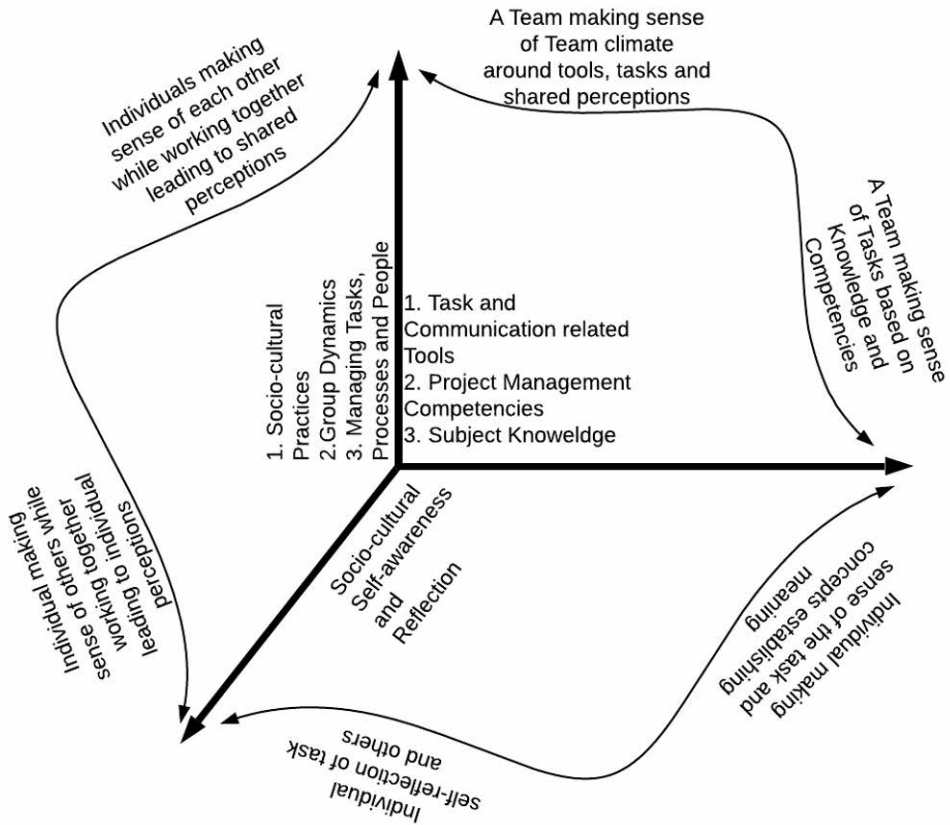 A Team making sense
of Team climate
around tools, tasks and
shared perceptions
Individuals making
sense of each other
while working together
leading to shared
perceptions
A Team making sense
of Tasks based on
Knowledge and
Competencies
1. Socio-cultural
Practices
2.Group Dynamics
3. Managing Tasks,
Processes and People
1. Task and
Communication related
Tools
2. Project Management
Competencies
3. Subject Knoweldge
Socio-cultural
Self-awareness
and
Reflection
Individual making
sense of others while
working together
leading to individual
perceptions
Individual making
sense of the task and
concepts establishing
meaning
Individual
self-reflection of task
and others